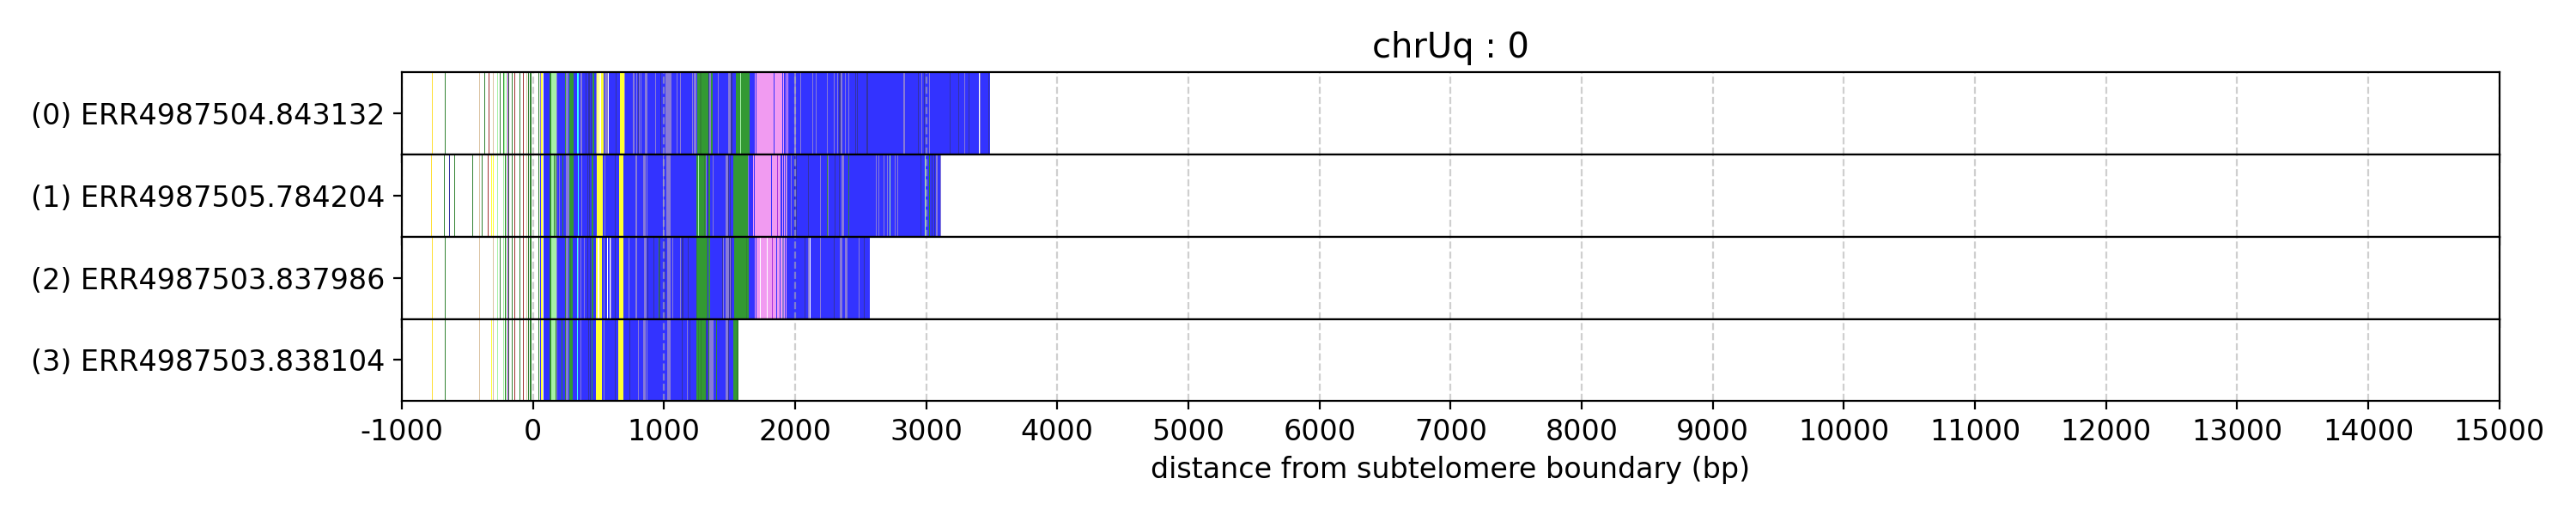 chrUq : 0
(0) ERR4987504.843132
(1) ERR4987505.784204
(2) ERR4987503.837986
(3) ERR4987503.838104
-1000 0 1000 2000 3000 4000 5000 6000 7000 8000 9000 10000 11000 12000 13000 14000 15000
distance from subtelomere boundary (bp)